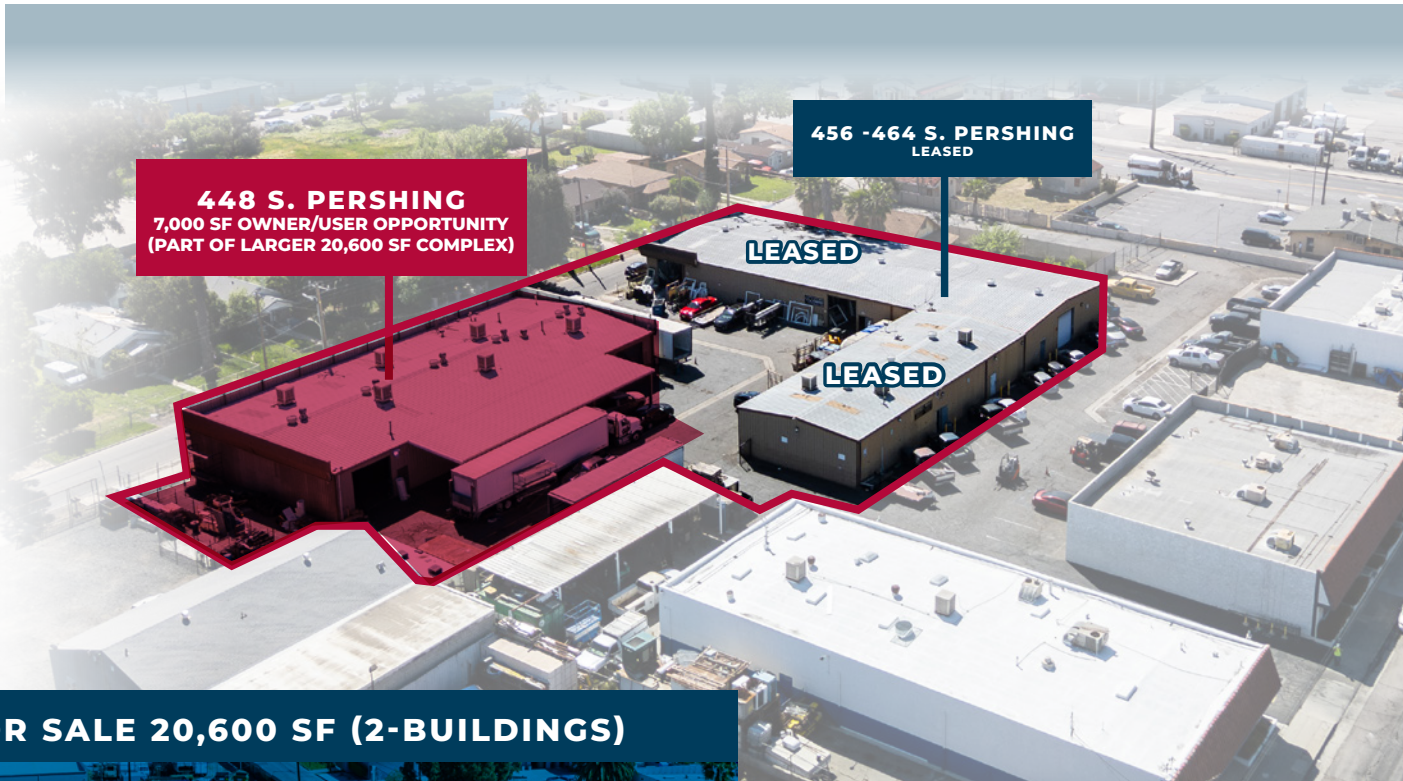 456 -464 S. PERSHING
LEASED
448 S. PERSHING
7,000 SF OWNER/USER OPPORTUNITY
(PART OF LARGER 20,600 SF COMPLEX)
LEASED
LEASED
R SALE 20,600 SF (2-BUILDINGS)